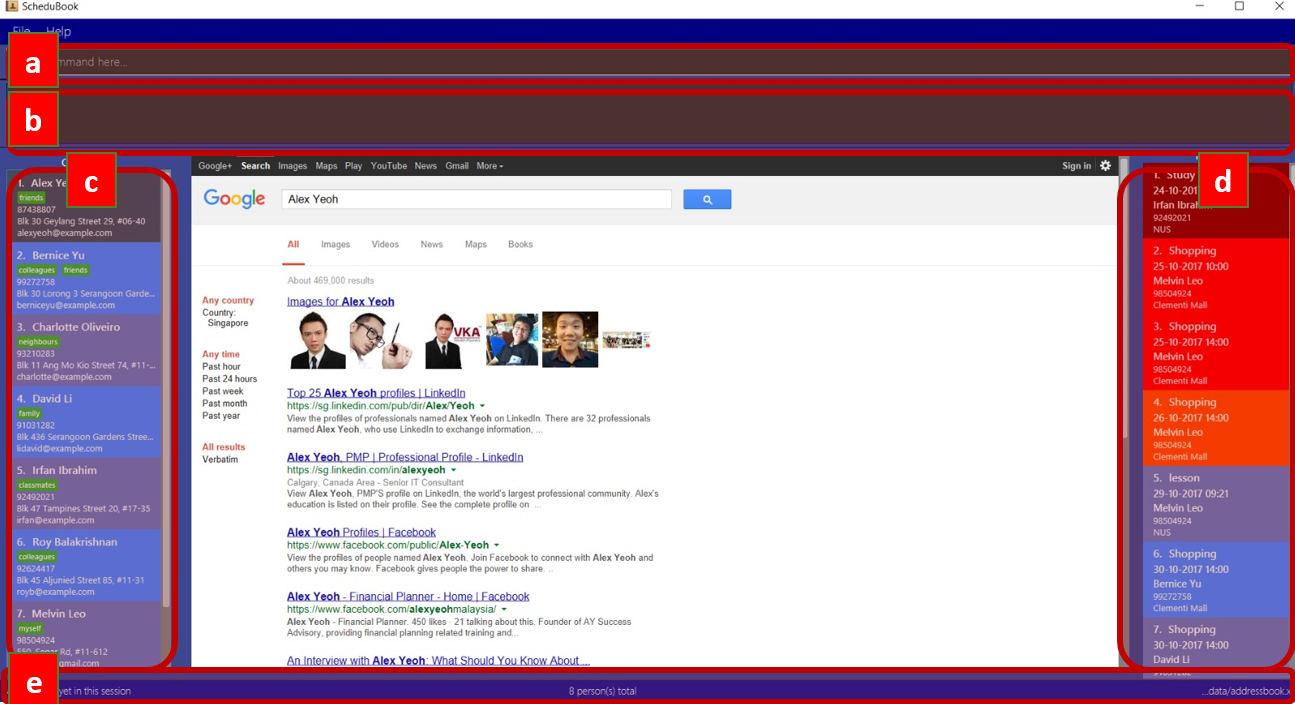 ScheduBook
File Help
a
mmand here...
b
c
1. Alex Ye
friends
87438807
Blk 30 Geylang Street 29, #06-40
alexyeoh@example.com
2. Bernice Yu
colleagues friends
99272758
Blk 30 Lorong 3 Serangoon Garde...
berniceyu@example.com
3. Charlotte Oliveiro
neighbours
93210283
Blk 11 Ang Mo Kio Street 74, #11-...
charlotte@example.com
4. David Li
family
91031282
Blk 436 Serangoon Gardens Stree...
lidavid@example.com
5. Irfan Ibrahim
classmates
92492021
Blk 47 Tampines Street 20, #17-35
irfan@example.com
6. Roy Balakrishnan
colleagues
92624417
Blk 45 Aljunied Street 85, #11-31
royb@example.com
7. Melvin Leo
myself
98504924
550, Segar Rd, #11-612
gmail.com
Google+ Search Images Maps Play YouTube News Gmail More
Sign in
Google
Alex Yeoh
All Images Videos News Maps Books
About 469,000 results
Any country
Country:
Singapore
Any time
Past hour
Past 24 hours
Past week
Past month
Past year
All results
Verbatim
Images for Alex Yeoh
VKA
Top 25 Alex Yeoh profiles | LinkedIn
https://sg.linkedin.com/pub/dir/Alex/Yeoh
View the profiles of professionals named Alex Yeoh on LinkedIn. There are 32 professionals
named Alex Yeoh, who use LinkedIn to exchange information, ...
Alex Yeoh, PMP | Professional Profile - LinkedIn
https://sg.linkedin.com/in/alexyeoh
Calgary, Canada Area - Senior IT Consultant
View Alex Yeoh, PMP'S profile on LinkedIn, the world's largest professional community. Alex's
education is listed on their profile. See the complete profile on ...
Alex Yeoh Profiles | Facebook
https://www.facebook.com/public/Alex-Yeoh
View the profiles of people named Alex Yeoh. Join Facebook to connect with Alex Yeoh and
others you may know. Facebook gives people the power to share. ..
Alex Yeoh - Financial Planner - Home | Facebook
https://www.facebook.com/alexyeohmalaysia/
Alex Yeoh - Financial Planner. 450 likes · 21 talking about this. Founder of AY Success
Advisory, providing financial planning related training and...
An Interview with Alex Yeoh: What Should You Know About ...
d
1. Study
24-10-201
Irfan Ibrah
92492021
NUS
2. Shopping
25-10-2017 10:00
Melvin Leo
98504924
Clementi Mall
3. Shopping
25-10-2017 14:00
Melvin Leo
98504924
Clementi Mall
4. Shopping
26-10-2017 14:00
Melvin Leo
98504924
Clementi Mall
5. lesson
29-10-2017 09:21
Melvin Leo
98504924
NUS
6. Shopping
30-10-2017 14:00
Bernice Yu
99272758
Clementi Mall
7. Shopping
30-10-2017 14:00
David Li
e
yet in this session
8 person(s) total
...data/addressbook.x